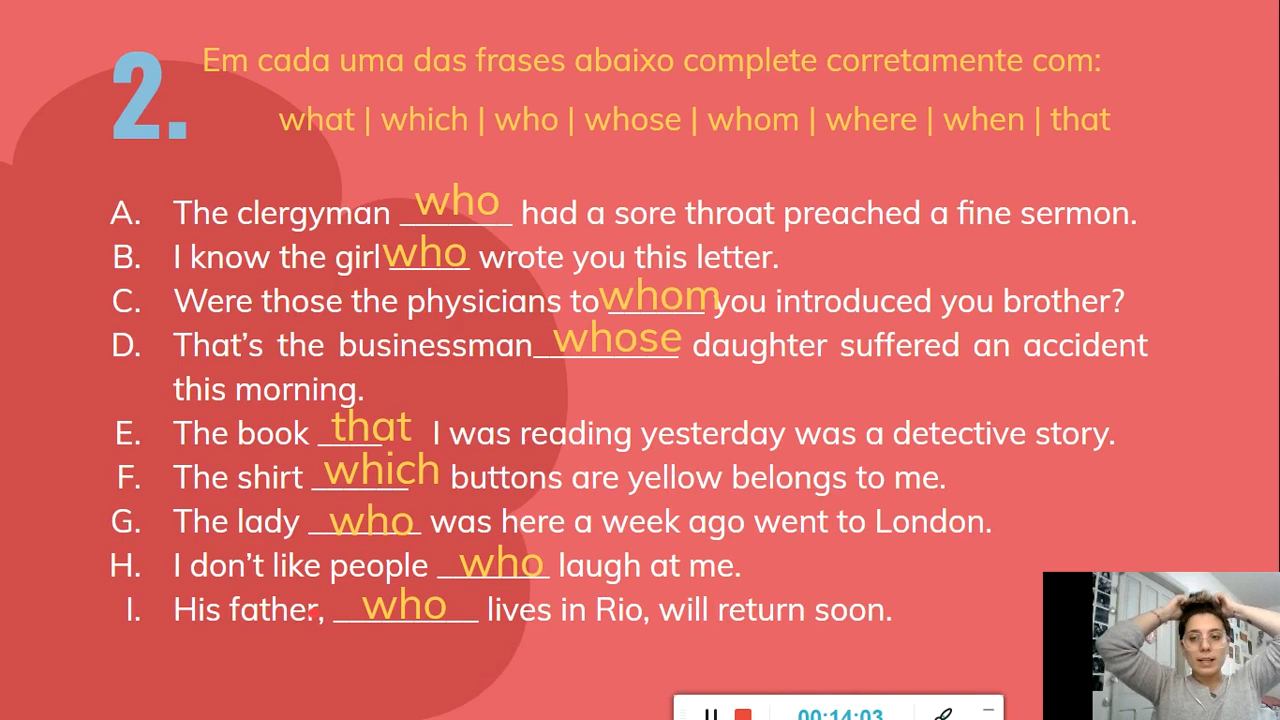 2. Em cada uma das frases abaixo complete corretamente com:
what | which | who | whose | whom | where | when | that
A. The clergyman who had a sore throat preached a fine sermon.
B. I know the girl who wrote you this letter.
C. Were those the physicians to whom you introduced you brother?
D. That's the businessman whose daughter suffered an accident
this morning.
E. The book that I was reading yesterday was a detective story.
F. The shirt which buttons are yellow belongs to me.
G. The lady who was here a week ago went to London.
H. I don't like people who laugh at me.
I. His father, who lives in Rio, will return soon.
00:14:03